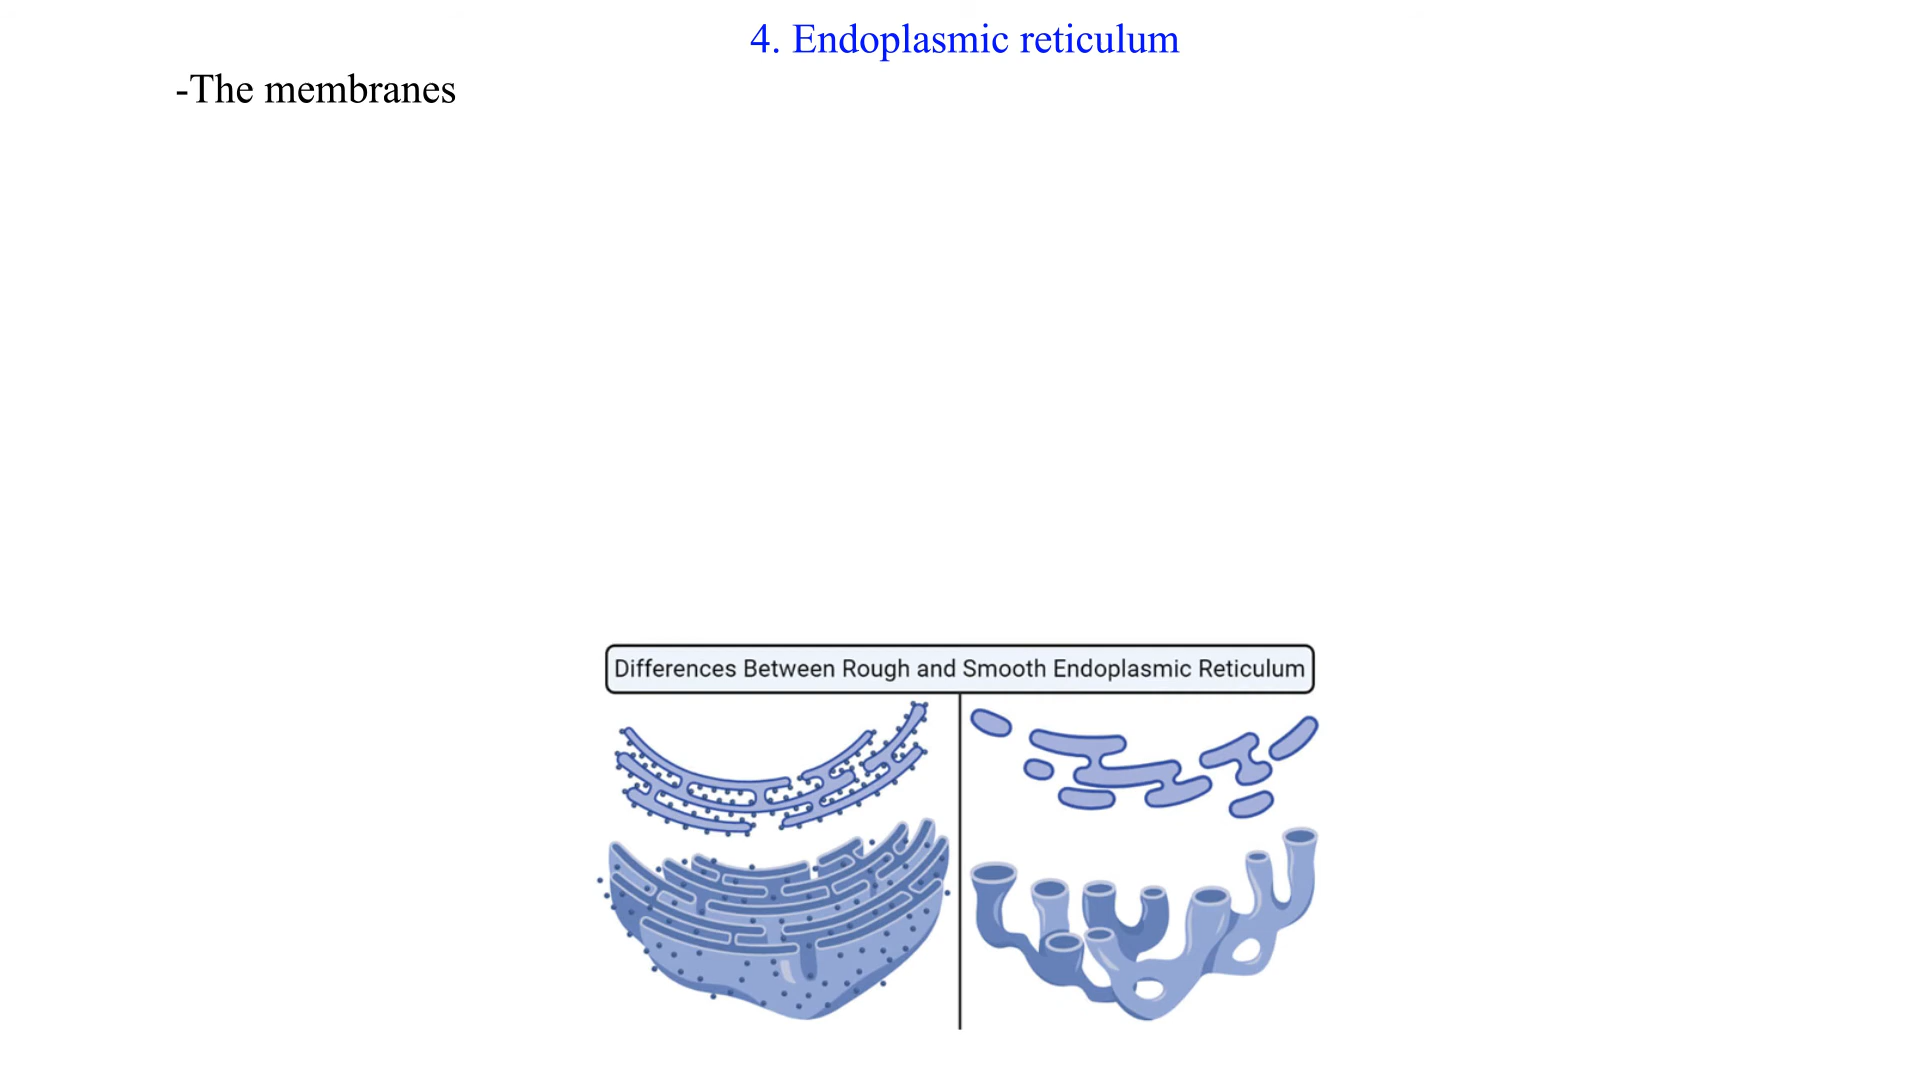 4. Endoplasmic reticulum
-The membranes
Differences Between Rough and Smooth Endoplasmic Reticulum